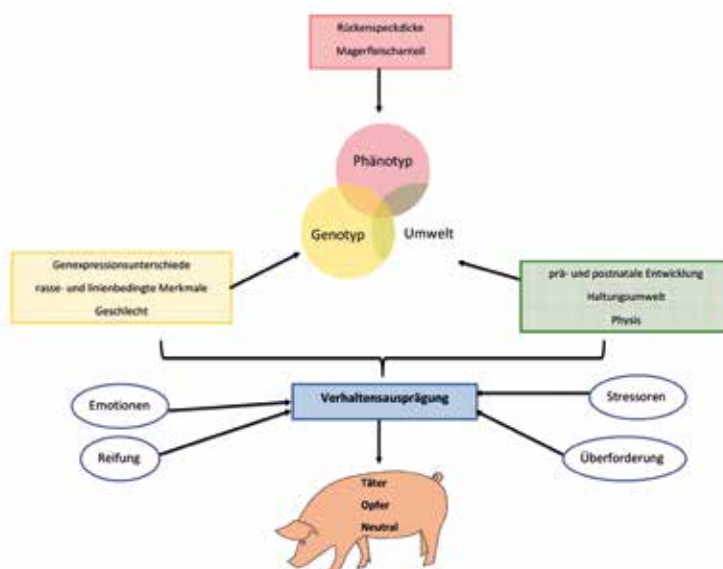 Rückenspeckdicke
Magerfleischanteil
Phänotyp
Genotyp
Umwelt
Genexpressionsunterschiede
rasse- und linienbedingte Merkmale
Geschlecht
prä- und postnatale Entwicklung
Haltungsumwelt
Physis
Emotionen
Verhaltensausprägung
Stressoren
Reifung
Überforderung
Täter
Opfer
Neutral